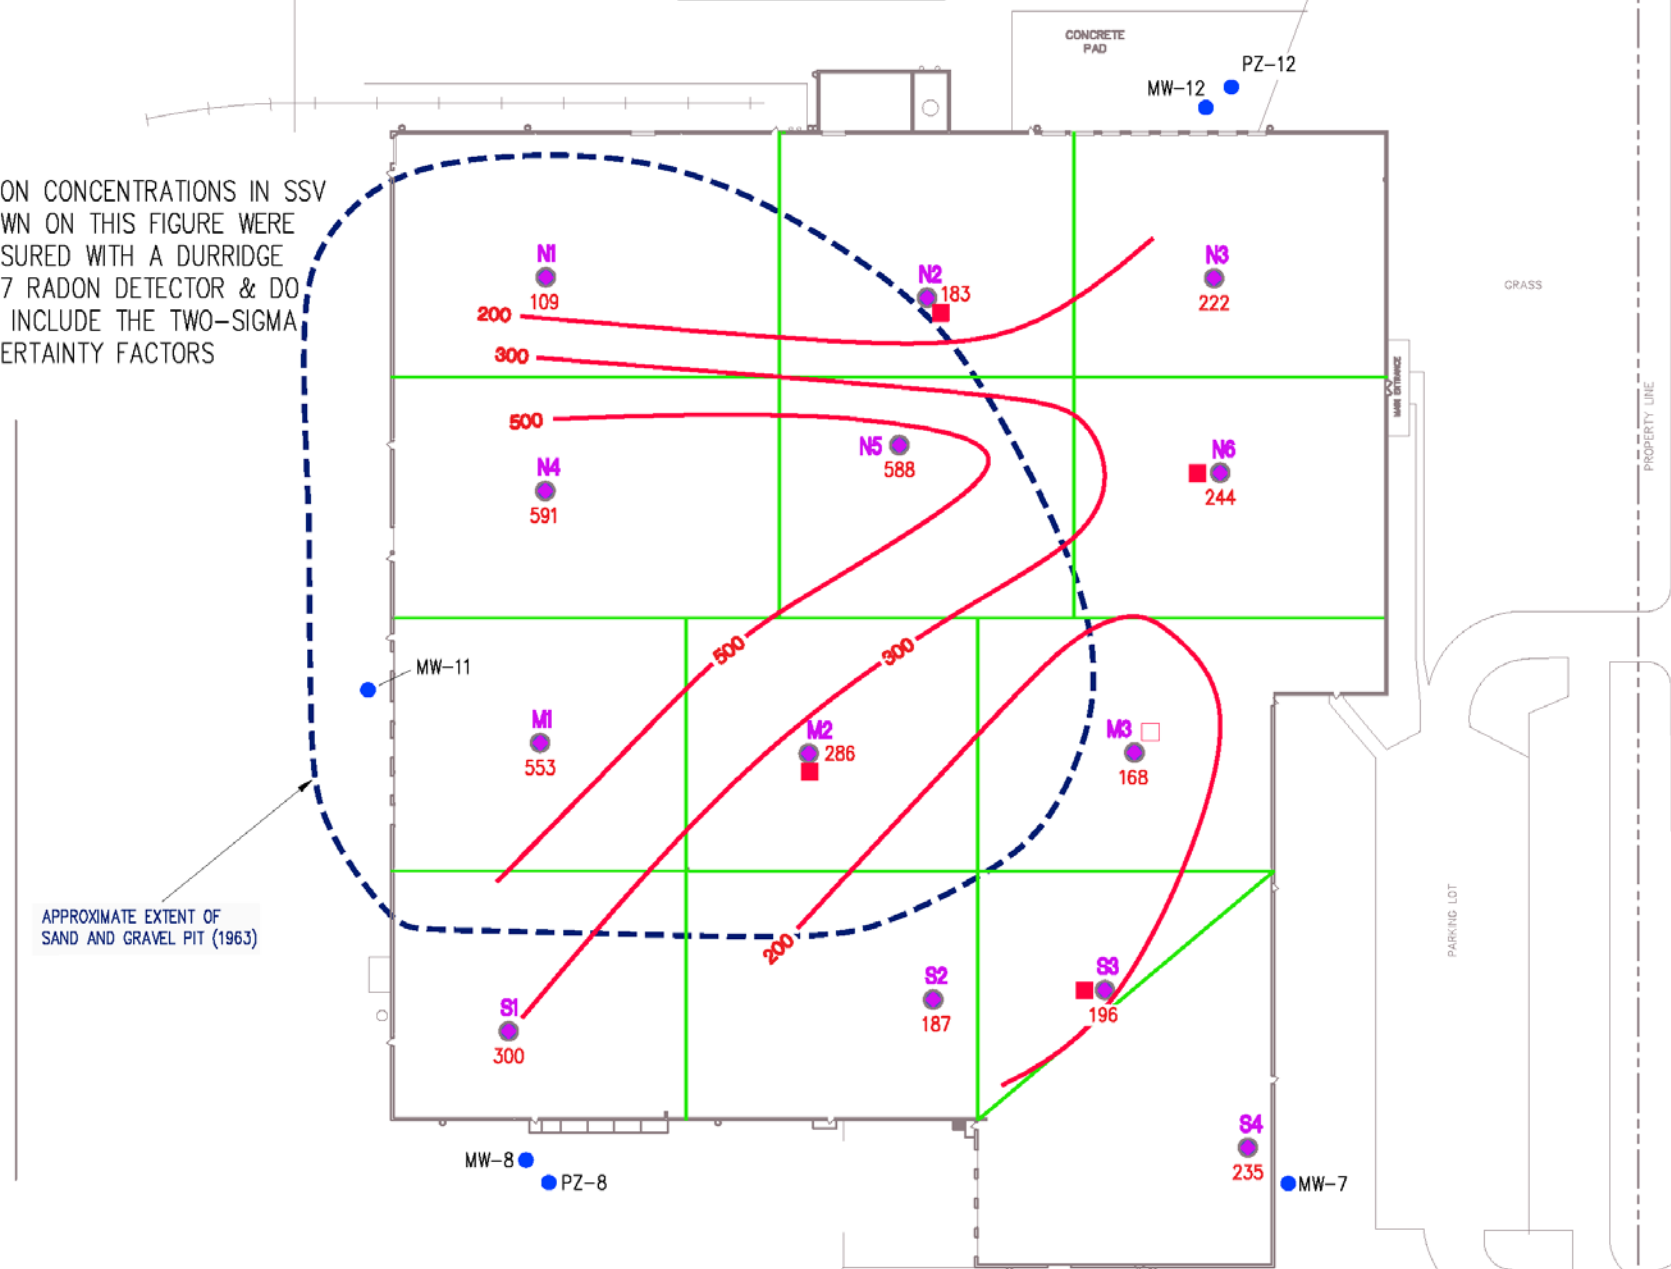 CONCRETE
PAD
PZ-12
MW-12
ON CONCENTRATIONS IN SSV
WN ON THIS FIGURE WERE
SURED WITH A DURRIDGE
7 RADON DETECTOR & DO
INCLUDE THE TWO-SIGMA
ERTAINTY FACTORS
N1
109
N2
183
N3
222
GRASS
200
300
500
MAIN ENTRANCE
PROPERTY LINE
N4
591
N5
588
N6
244
500
300
MW-11
M1
553
M2
286
M3
168
APPROXIMATE EXTENT OF
SAND AND GRAVEL PIT (1963)
200
PARKING LOT
S1
300
S2
187
S3
196
S4
235
MW-8
PZ-8
MW-7